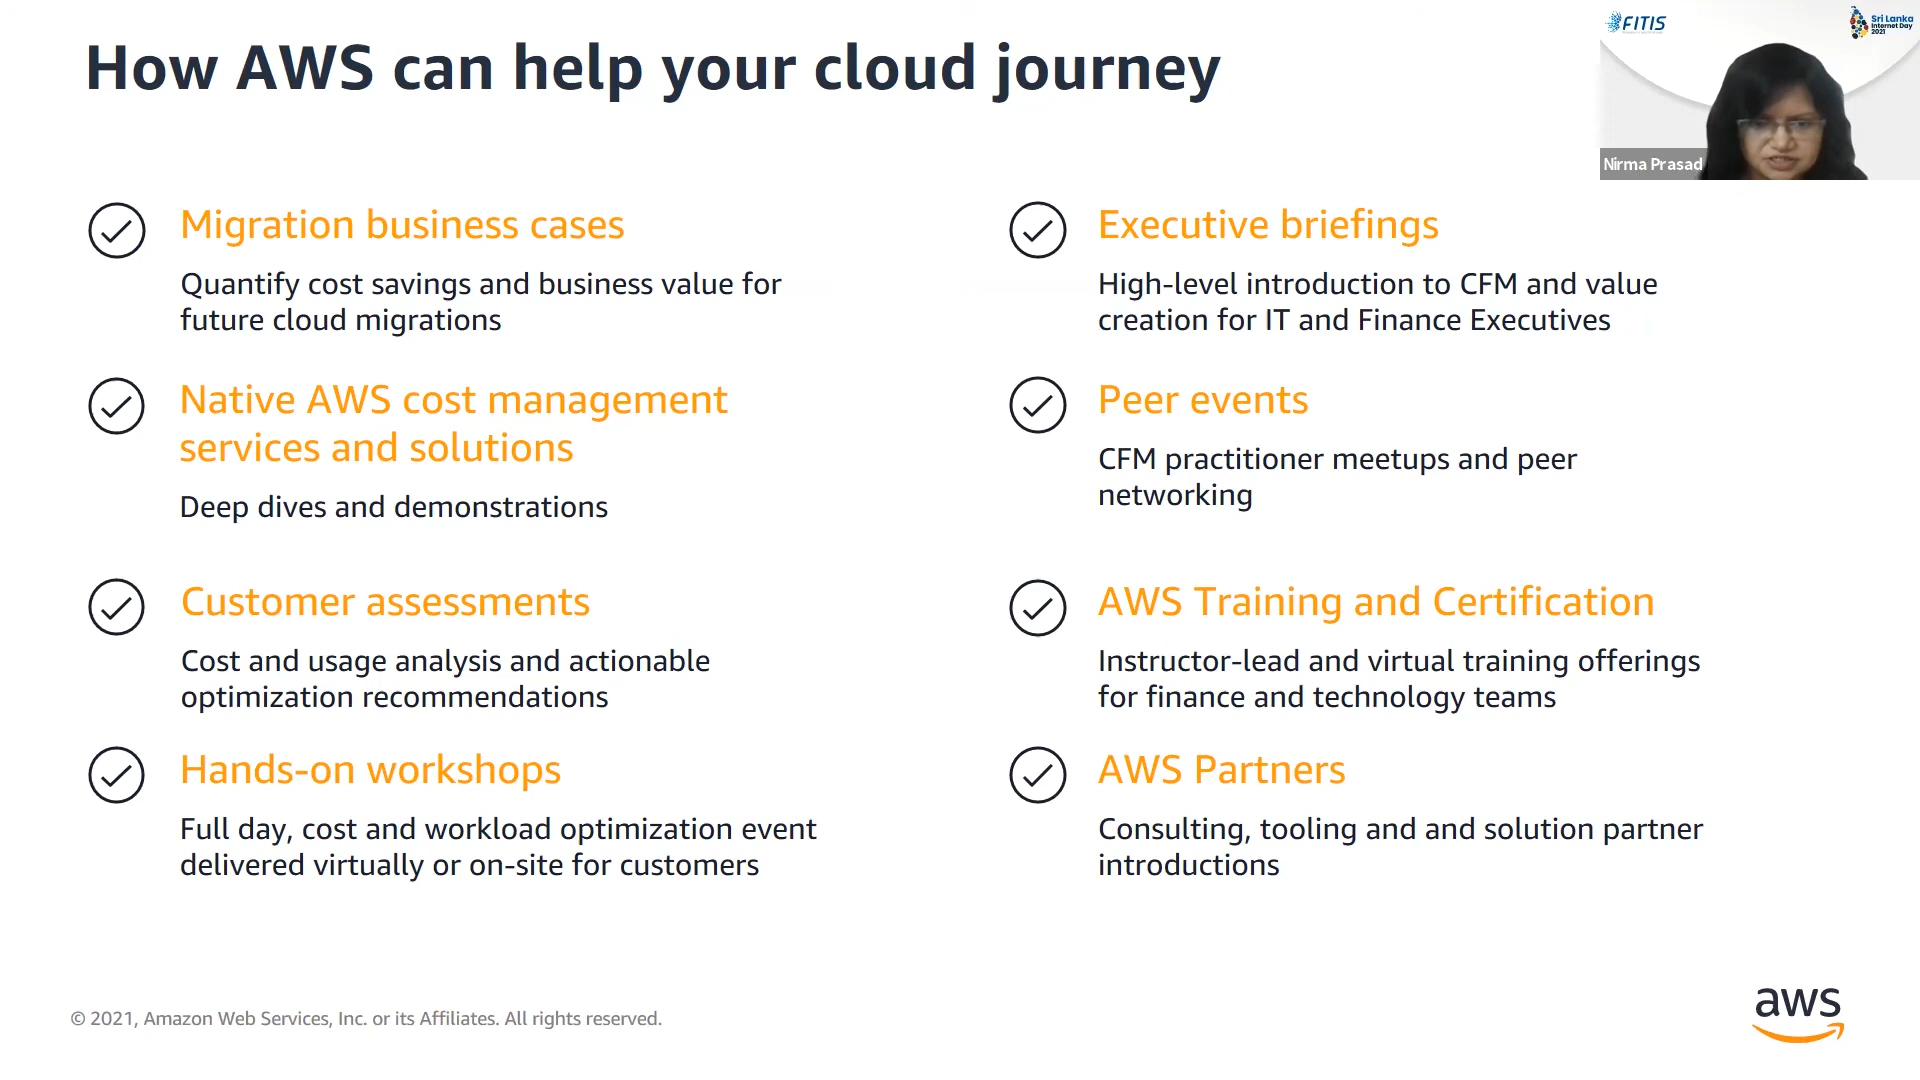 How AWS can help your cloud journey
FITIS
Sri Lanka
Internet Day
2021
Nirma Prasad
Migration business cases
Quantify cost savings and business value for
future cloud migrations
Native AWS cost management
services and solutions
Deep dives and demonstrations
Customer assessments
Cost and usage analysis and actionable
optimization recommendations
Hands-on workshops
Full day, cost and workload optimization event
delivered virtually or on-site for customers
Executive briefings
High-level introduction to CFM and value
creation for IT and Finance Executives
Peer events
CFM practitioner meetups and peer
networking
AWS Training and Certification
Instructor-lead and virtual training offerings
for finance and technology teams
AWS Partners
Consulting, tooling and and solution partner
introductions
© 2021, Amazon Web Services, Inc. or its Affiliates. All rights reserved.
aws